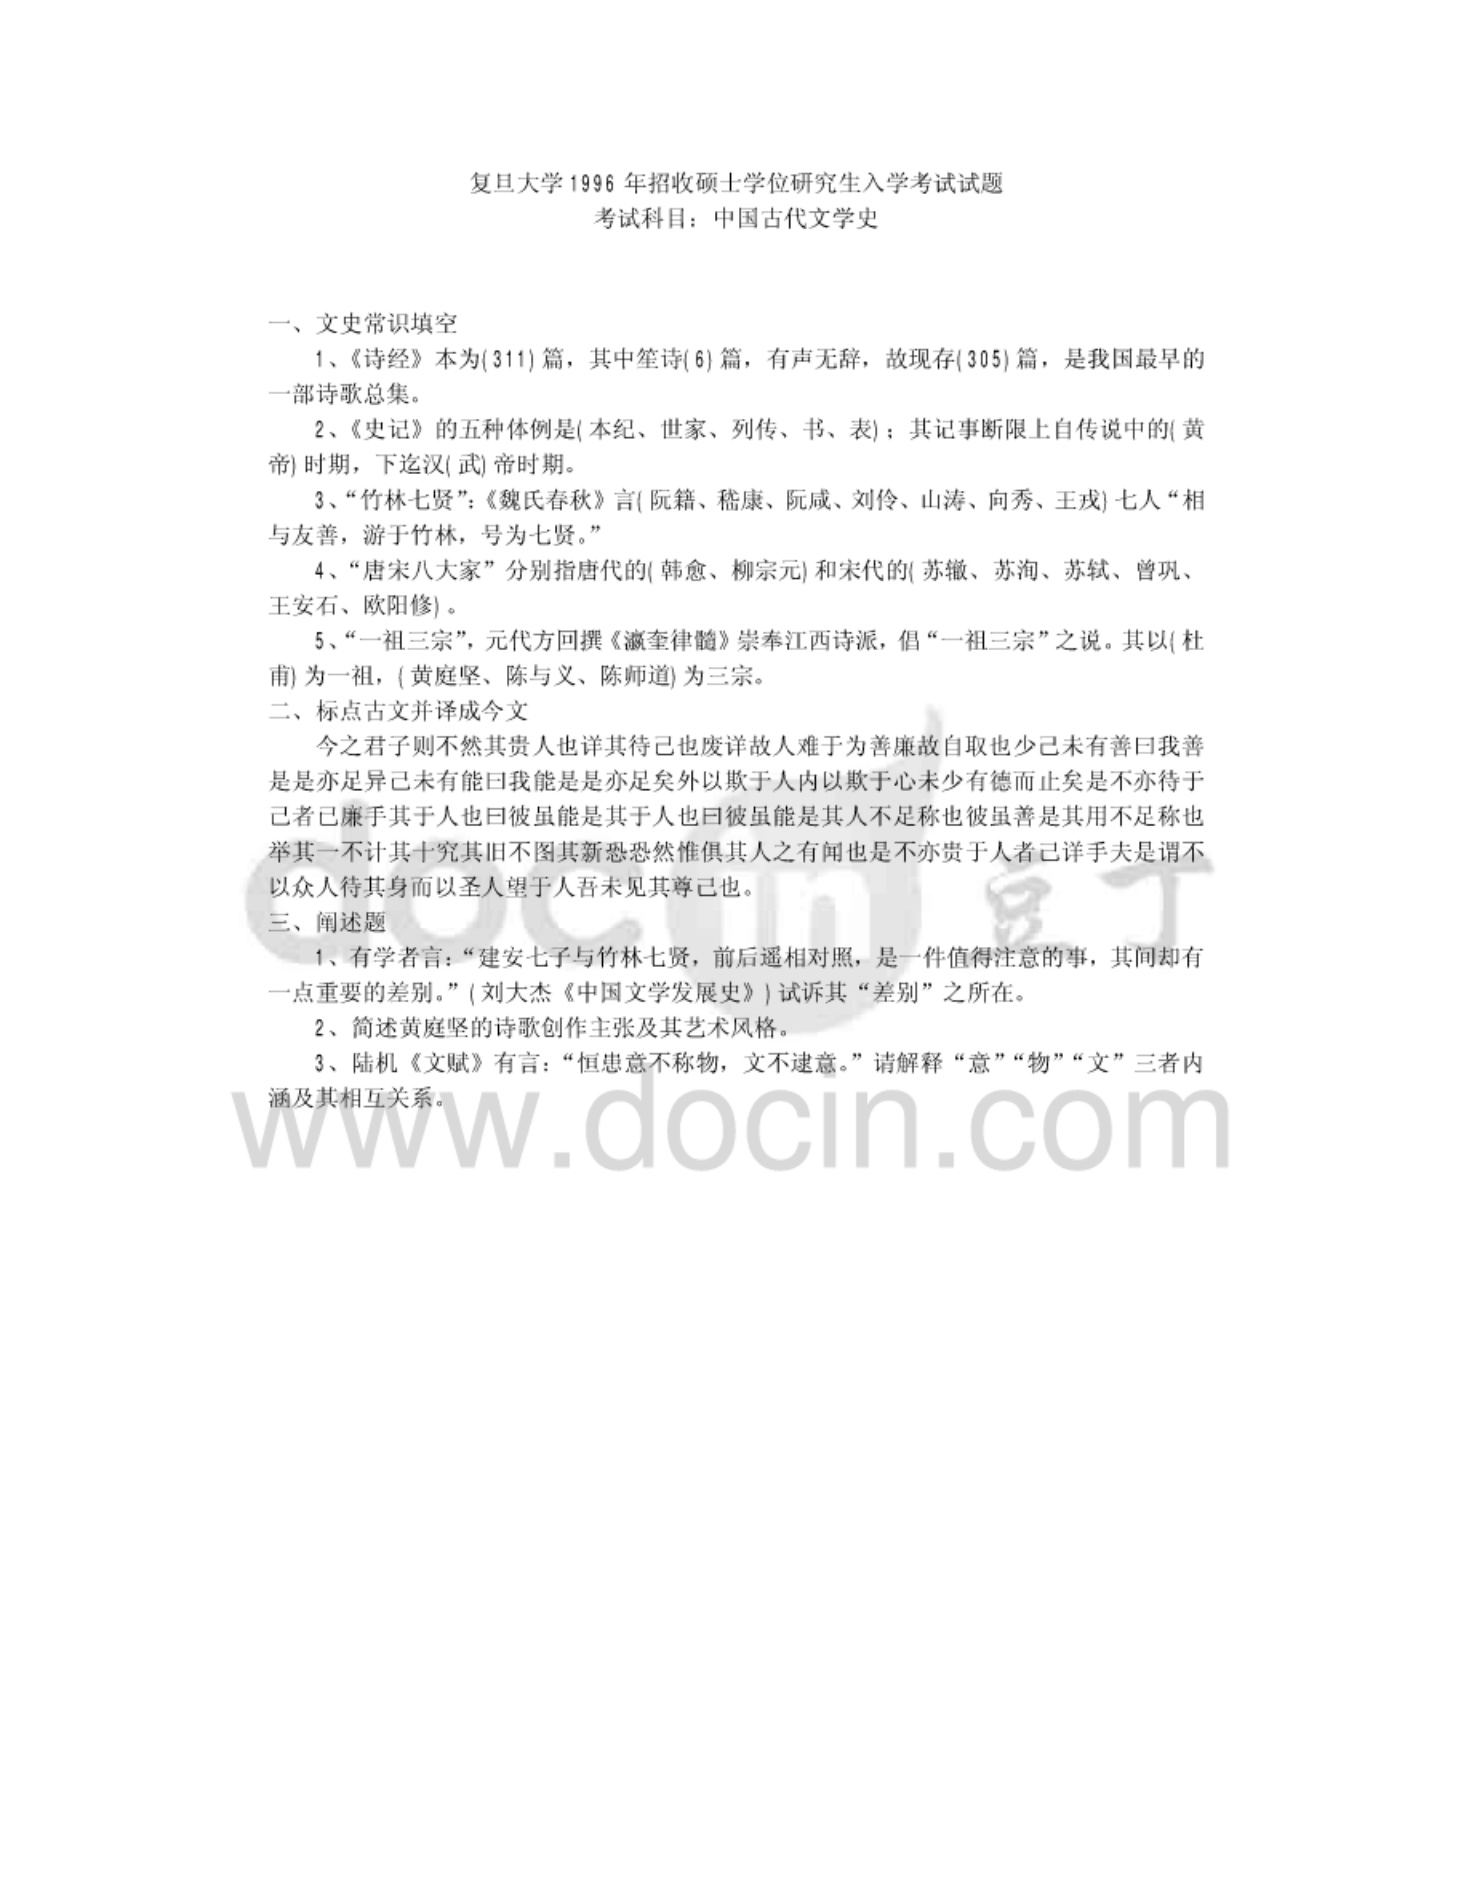 复旦大学1996 年招收硕士学位研究生入学考试试题
考试科目：中国古代文学史
一、文史常识填空
1、《诗经》本为(311)篇，其中笙诗(6)篇，有声无辞，故现存(305)篇，是我国最早的
一部诗歌总集。
2、《史记》的五种体例是(本纪、世家、列传、书、表)；其记事断限上自传说中的(黄
帝)时期，下迄汉(武)帝时期。
3、“竹林七贤”：《魏氏春秋》言(阮籍、嵇康、阮咸、刘伶、山涛、向秀、王戎)七人“相
与友善，游于竹林，号为七贤。”
4、“唐宋八大家”分别指唐代的(韩愈、柳宗元)和宋代的(苏辙、苏洵、苏轼、曾巩、
王安石、欧阳修)。
5、“一祖三宗”，元代方回撰《瀛奎律髓》崇奉江西诗派，倡“一祖三宗”之说。其以(杜
甫)为一祖，(黄庭坚、陈与义、陈师道)为三宗。
二、标点古文并译成今文
今之君子则不然其贵人也详其待己也废详故人难于为善廉故自取也少己未有善曰我善
是是亦足异己未有能曰我能是是亦足矣外以欺于人内以欺于心未少有德而止矣是不亦待于
己者已廉手其于人也曰彼虽能是其于人也曰彼虽能是其人不足称也彼虽善是其用不足称也
举其一不计其十究其旧不图其新恐恐然惟俱其人之有闻也是不亦贵于人者己详手夫是谓不
以众人待其身而以圣人望于人吾未见其尊己也。
三、阐述题
1、有学者言：“建安七子与竹林七贤，前后遥相对照，是一件值得注意的事，其间却有
一点重要的差别。”(刘大杰《中国文学发展史》)试诉其“差别”之所在。
2、简述黄庭坚的诗歌创作主张及其艺术风格。
3、陆机《文赋》有言：“恒患意不称物，文不逮意。”请解释“意”“物”“文”三者内
涵及其相互关系。
docin 豆丁
www.docin.com